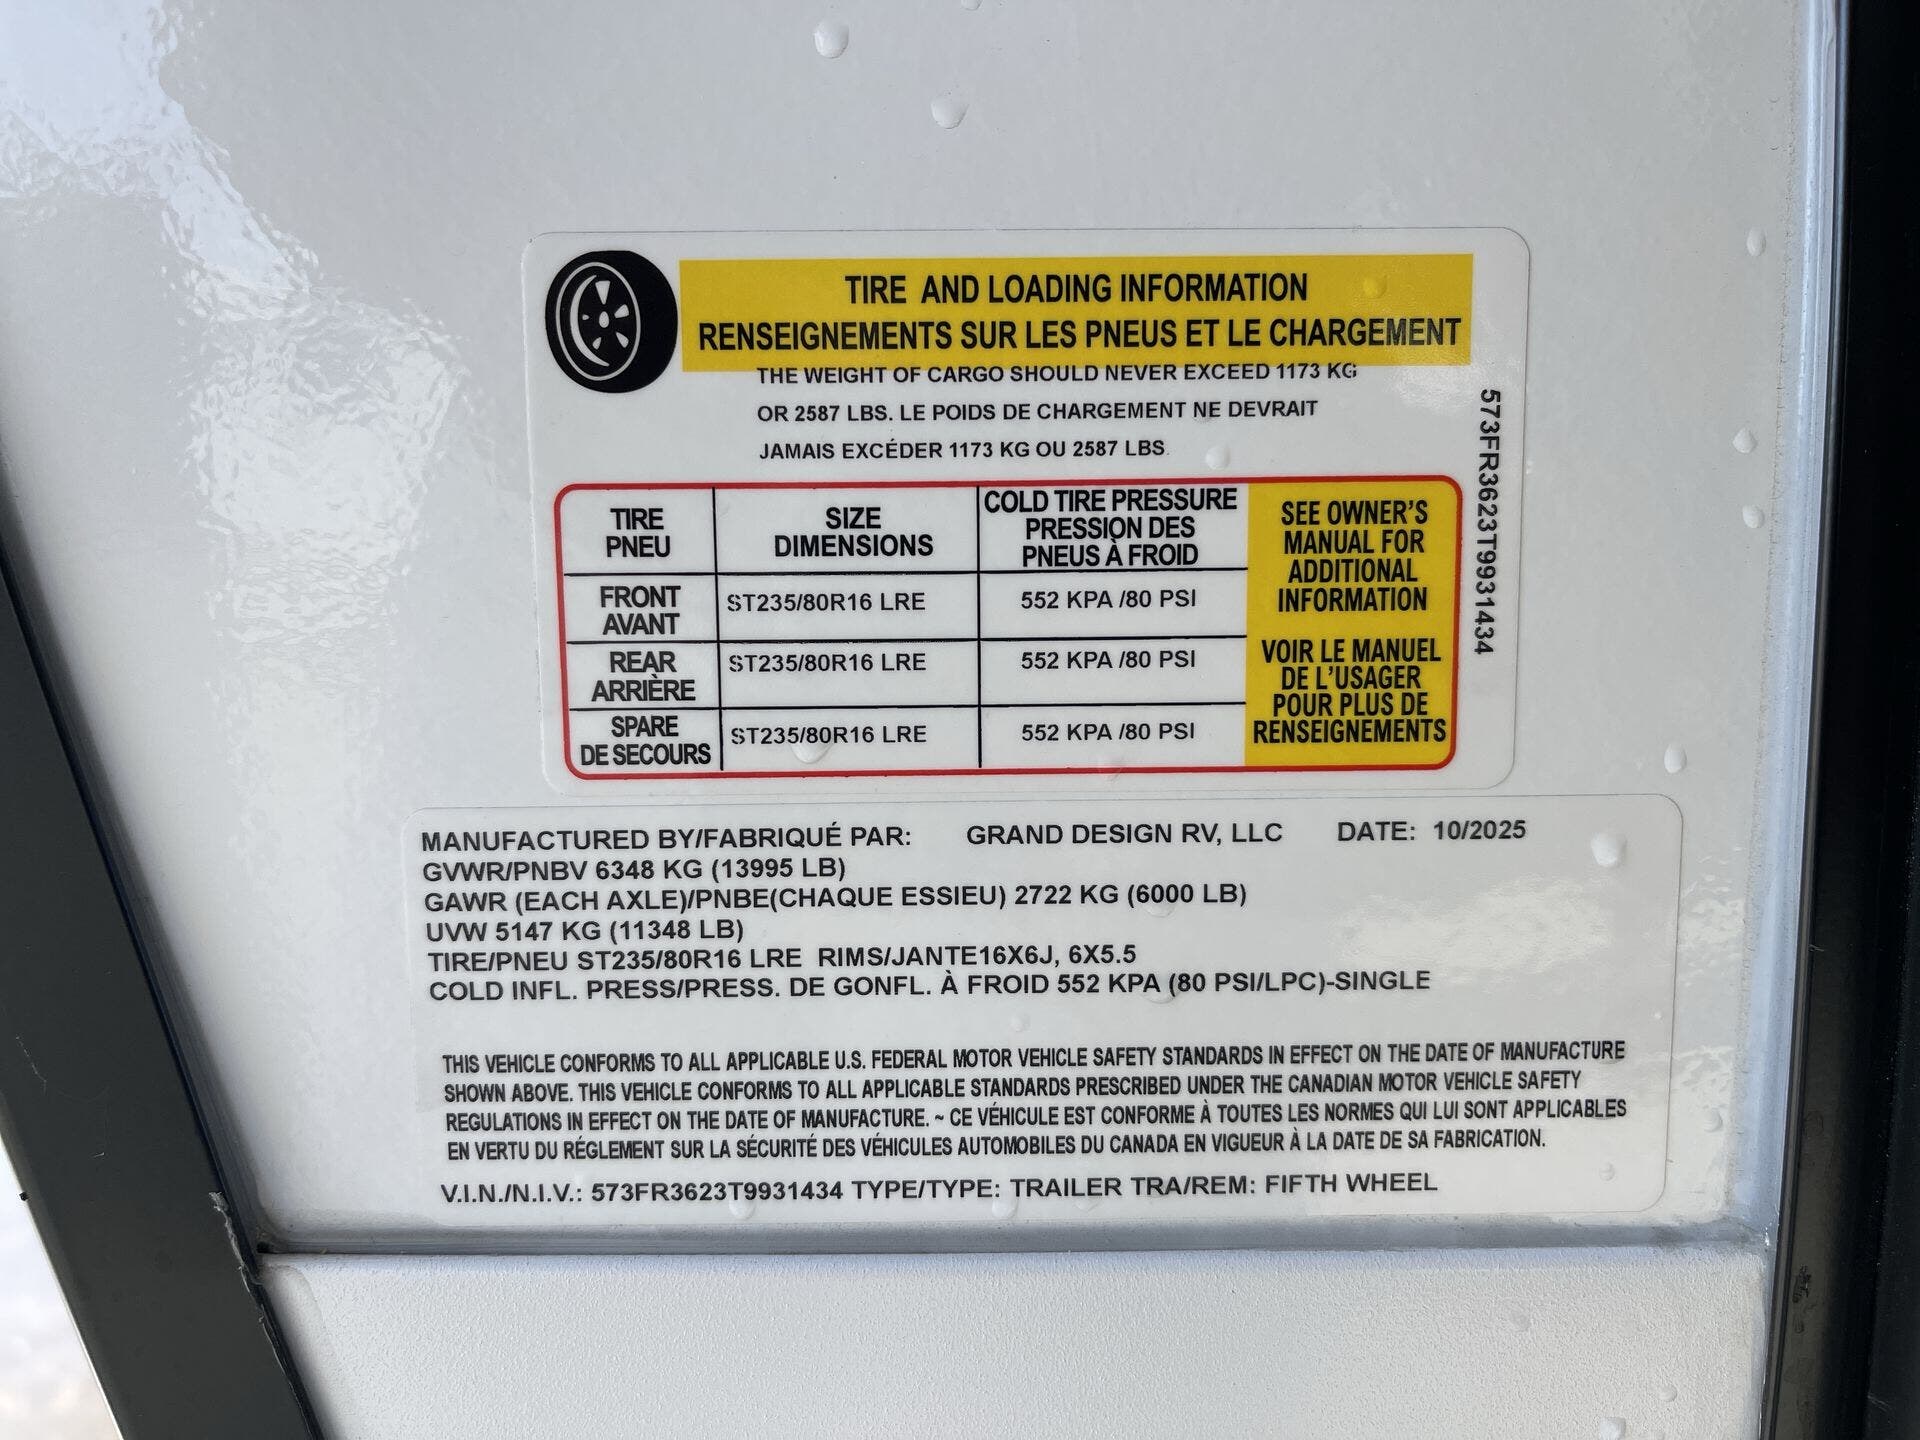 TIRE AND LOADING INFORMATION
RENSEIGNEMENTS SUR LES PNEUS ET LE CHARGEMENT
THE WEIGHT OF CARGO SHOULD NEVER EXCEED 1173 KG
OR 2587 LBS. LE POIDS DE CHARGEMENT NE DEVRAIT
JAMAIS EXCÉDER 1173 KG OU 2587 LBS.
TIRE
PNEU
SIZE
DIMENSIONS
COLD TIRE PRESSURE
PRESSION DES
PNEUS À FROID
FRONT
AVANT
ST235/80R16 LRE
552 KPA /80 PSI
REAR
ARRIÈRE
ST235/80R16 LRE
552 KPA /80 PSI
SPARE
DE SECOURS
ST235/80R16 LRE
552 KPA /80 PSI
SEE OWNER'S
MANUAL FOR
ADDITIONAL
INFORMATION
VOIR LE MANUEL
DE L'USAGER
POUR PLUS DE
RENSEIGNEMENTS
573FR3623T9931434
MANUFACTURED BY/FABRIQUÉ PAR: GRAND DESIGN RV, LLC DATE: 10/2025
GVWR/PNBV 6348 KG (13995 LB)
GAWR (EACH AXLE)/PNBE(CHAQUE ESSIEU) 2722 KG (6000 LB)
UVW 5147 KG (11348 LB)
TIRE/PNEU ST235/80R16 LRE RIMS/JANTE16X6J, 6X5.5
COLD INFL. PRESS/PRESS. DE GONFL. À FROID 552 KPA (80 PSI/LPC)-SINGLE
THIS VEHICLE CONFORMS TO ALL APPLICABLE U.S. FEDERAL MOTOR VEHICLE SAFETY STANDARDS IN EFFECT ON THE DATE OF MANUFACTURE
SHOWN ABOVE. THIS VEHICLE CONFORMS TO ALL APPLICABLE STANDARDS PRESCRIBED UNDER THE CANADIAN MOTOR VEHICLE SAFETY
REGULATIONS IN EFFECT ON THE DATE OF MANUFACTURE. ~ CE VÉHICULE EST CONFORME À TOUTES LES NORMES QUI LUI SONT APPLICABLES
EN VERTU DU RÉGLEMENT SUR LA SÉCURITÉ DES VÉHICULES AUTOMOBILES DU CANADA EN VIGUEUR À LA DATE DE SA FABRICATION.
V.I.N./N.I.V.: 573FR3623T9931434 TYPE/TYPE: TRAILER TRA/REM: FIFTH WHEEL